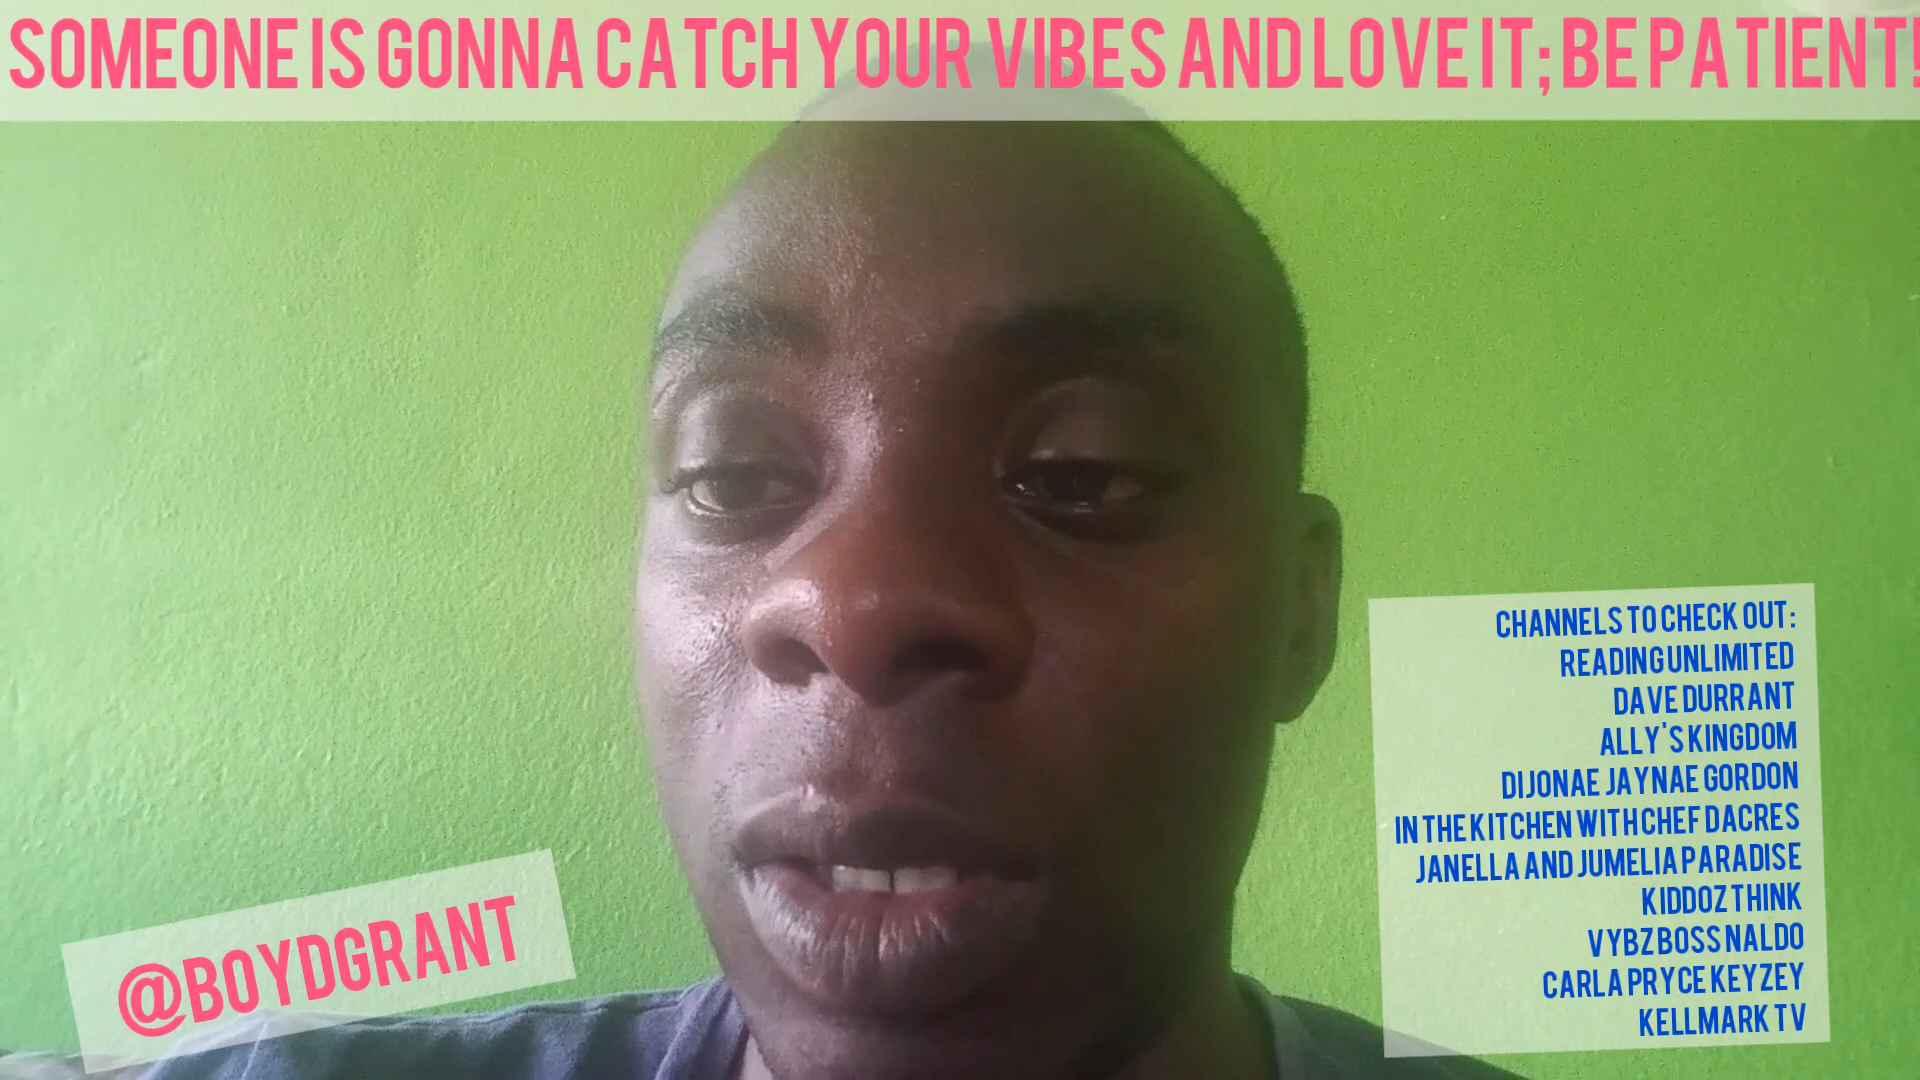 SOMEONE IS GONNA CATCH YOUR VIBES AND LOVE IT; BE PATIENT!
CHANNELS TO CHECK OUT:
READING UNLIMITED
DAVE DURRANT
ALLY'S KINGDOM
DIJONAE JAYNAE GORDON
IN THE KITCHEN WITH CHEF DACRES
JANELLA AND JUMELIA PARADISE
KIDDOZ THINK
VYBZ BOSS NALDO
CARLA PRYCE KEYZEY
KELLMARK TV
@BOYDGRANT